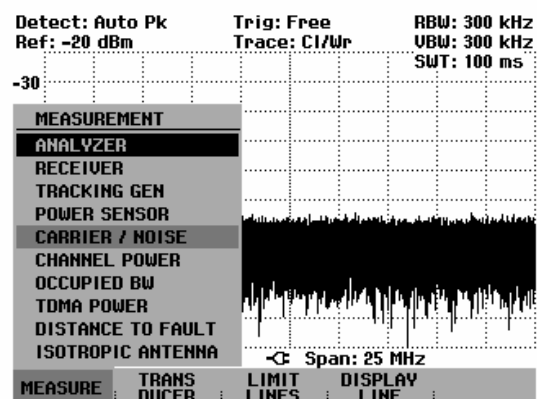 Detect: Auto Pk Trig: Free RBW: 300 kHz
Ref: -20 dBm Trace: Cl/Wr VBW: 300 kHz
SWT: 100 ms
-30
MEASUREMENT
ANALYZER
RECEIVER
TRACKING GEN
POWER SENSOR
CARRIER / NOISE
CHANNEL POWER
OCCUPIED BW
TDMA POWER
DISTANCE TO FAULT
ISOTROPIC ANTENNA
Span: 25 MHz
MEASURE TRANS LIMIT DISPLAY
DUCER LINES LINE